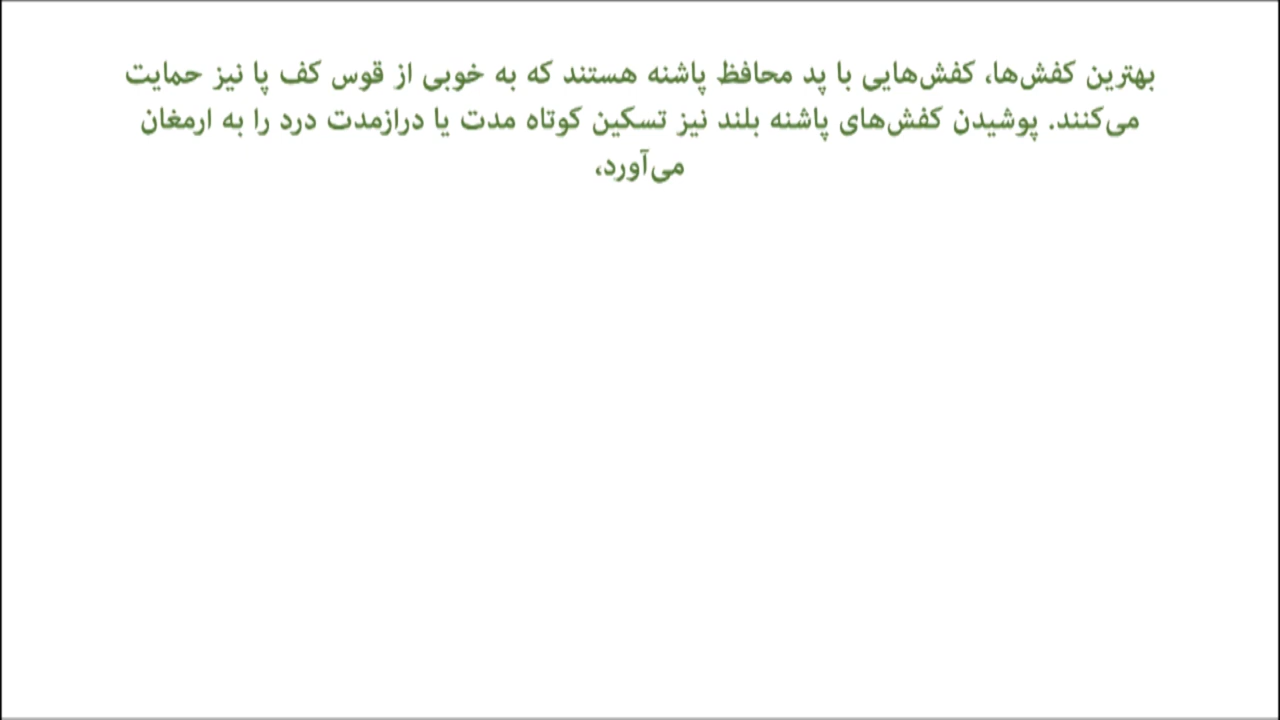 بهترین کفش‌ها، کفش‌هایی با پد محافظ پاشنه هستند که به خوبی از قوس کف پا نیز حمایت
می‌کنند. پوشیدن کفش‌های پاشنه بلند نیز تسکین کوتاه مدت یا درازمدت درد را به ارمغان
می‌آورد،